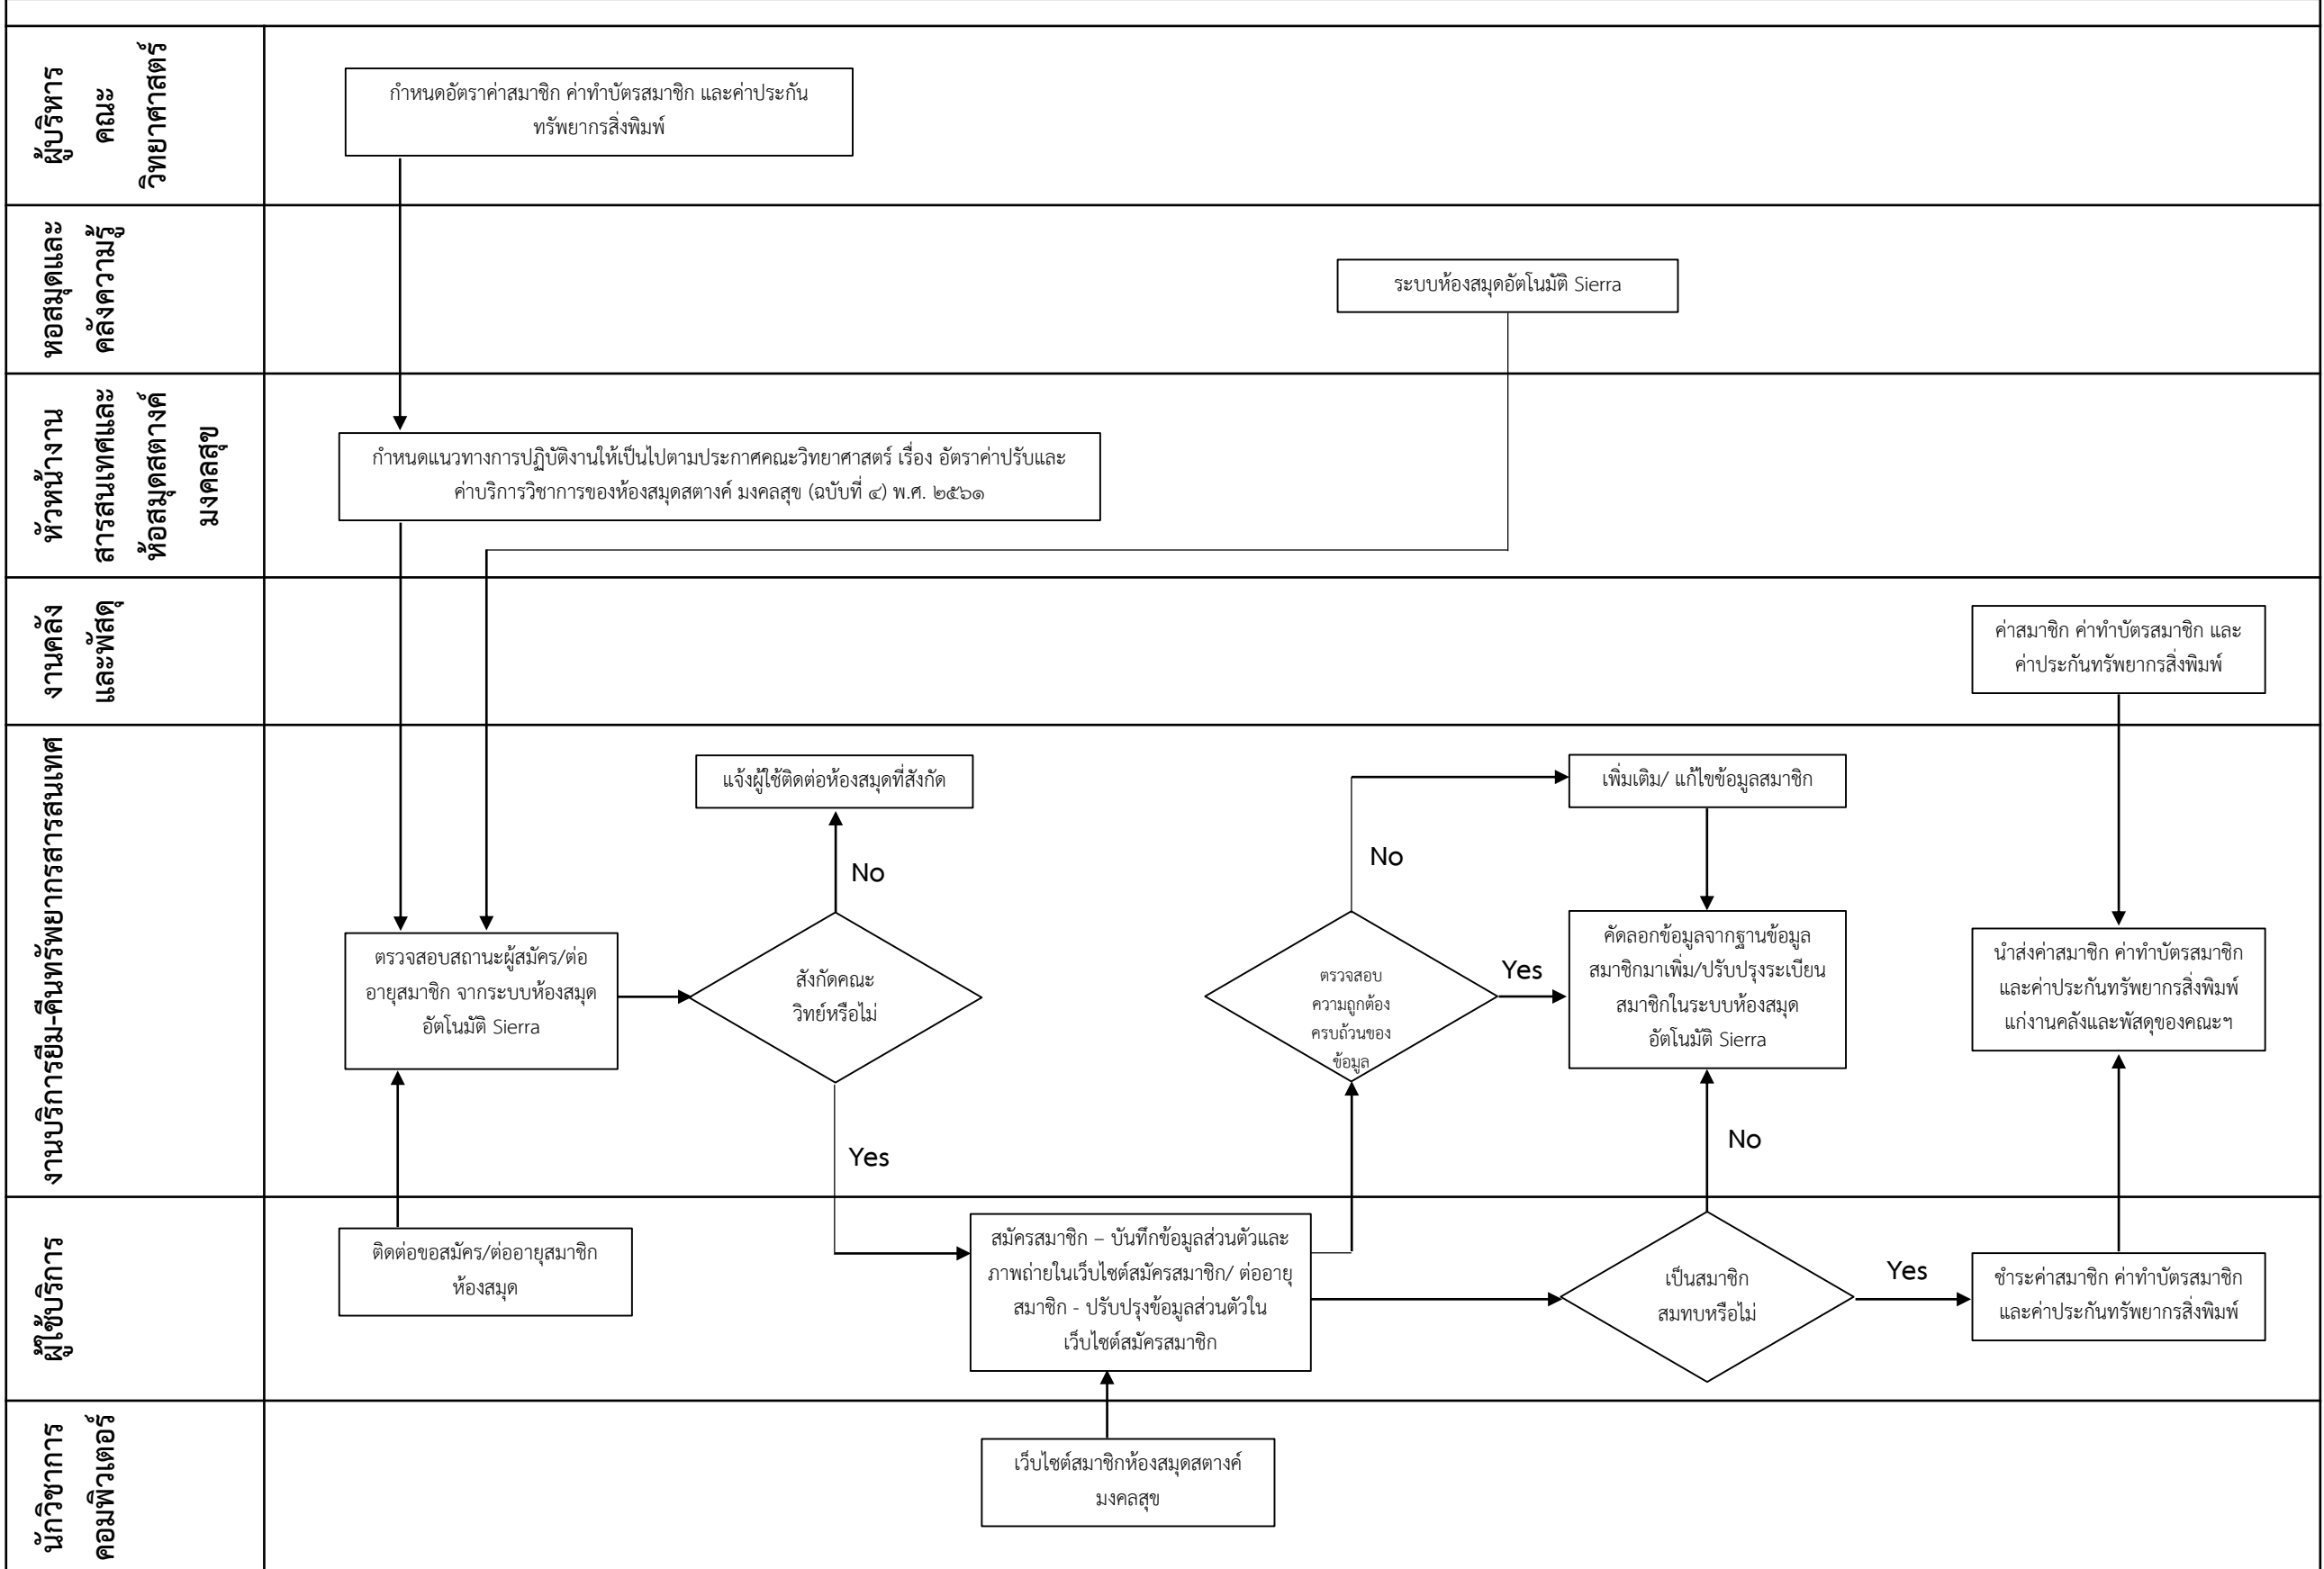 ผู้บริหาร
คณะ
วิทยาศาสตร์
กำหนดอัตราค่าสมาชิก ค่าทำบัตรสมาชิก และค่าประกัน
ทรัพยากรสิ่งพิมพ์
หอสมุดและ
คลังความรู้
ระบบห้องสมุดอัตโนมัติ Sierra
หัวหน้างาน
สารสนเทศและ
ห้อสมุดสตางค์
มงคลสุข
กำหนดแนวทางการปฏิบัติงานให้เป็นไปตามประกาศคณะวิทยาศาสตร์ เรื่อง อัตราค่าปรับและ
ค่าบริการวิชาการของห้องสมุดสตางค์ มงคลสุข (ฉบับที่ ๔) พ.ศ. ๒๕๖๑
งานคลัง
และพัสดุ
ค่าสมาชิก ค่าทำบัตรสมาชิก และ
ค่าประกันทรัพยากรสิ่งพิมพ์
งานบริการยืม-คืนทรัพยากรสารสนเทศ
แจ้งผู้ใช้ติดต่อห้องสมุดที่สังกัด
No
ตรวจสอบสถานะผู้สมัคร/ต่อ
อายุสมาชิก จากระบบห้องสมุด
อัตโนมัติ Sierra
สังกัดคณะ
วิทย์หรือไม่
Yes
เพิ่มเติม/ แก้ไขข้อมูลสมาชิก
No
ตรวจสอบ
ความถูกต้อง
ครบถ้วนของ
ข้อมูล
Yes
คัดลอกข้อมูลจากฐานข้อมูล
สมาชิกมาเพิ่ม/ปรับปรุงระเบียน
สมาชิกในระบบห้องสมุด
อัตโนมัติ Sierra
No
นำส่งค่าสมาชิก ค่าทำบัตรสมาชิก
และค่าประกันทรัพยากรสิ่งพิมพ์
แก่งานคลังและพัสดุของคณะฯ
ผู้ใช้บริการ
ติดต่อขอสมัคร/ต่ออายุสมาชิก
ห้องสมุด
สมัครสมาชิก – บันทึกข้อมูลส่วนตัวและ
ภาพถ่ายในเว็บไซต์สมัครสมาชิก/ ต่ออายุ
สมาชิก - ปรับปรุงข้อมูลส่วนตัวใน
เว็บไซต์สมัครสมาชิก
เป็นสมาชิก
สมทบหรือไม่
Yes
ชำระค่าสมาชิก ค่าทำบัตรสมาชิก
และค่าประกันทรัพยากรสิ่งพิมพ์
นักวิชาการ
คอมพิวเตอร์
เว็บไซต์สมาชิกห้องสมุดสตางค์
มงคลสุข